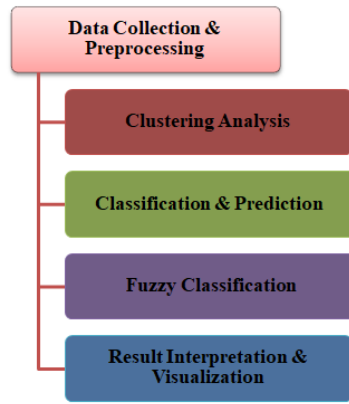 Data Collection &
Preprocessing
Clustering Analysis
Classification & Prediction
Fuzzy Classification
Result Interpretation &
Visualization